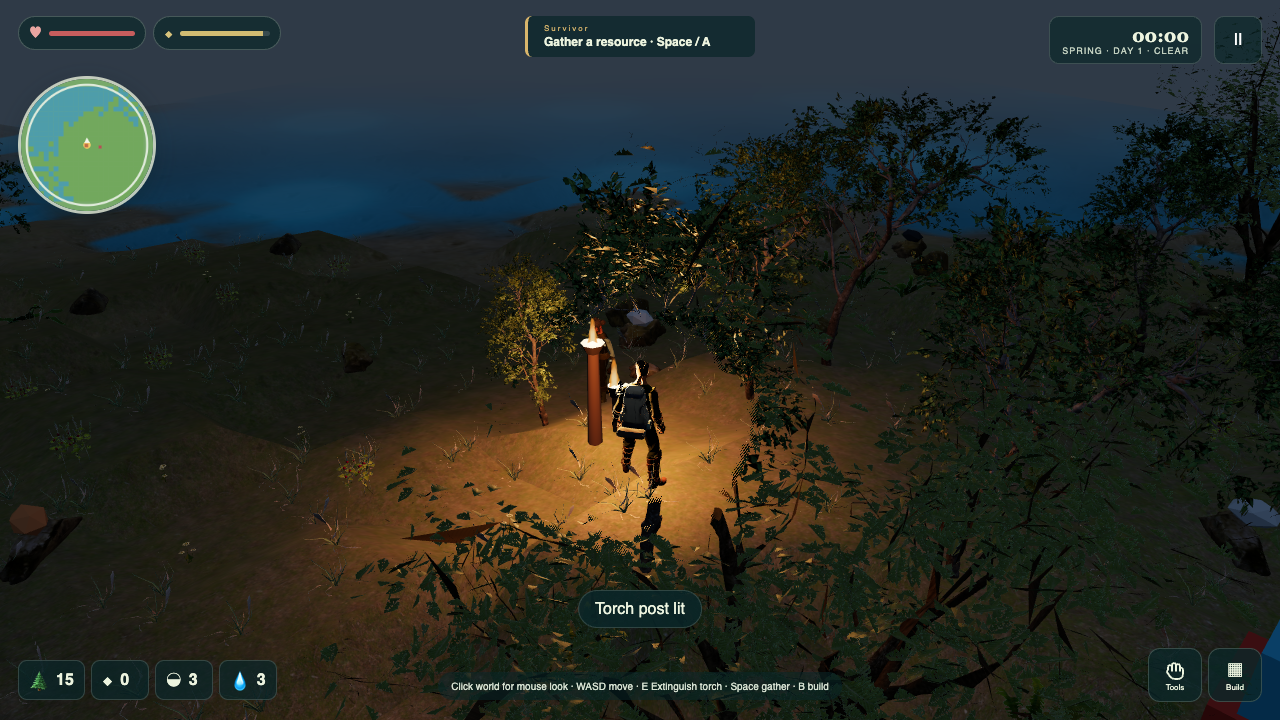 Survivor
Gather a resource · Space / A
00:00
SPRING · DAY 1 · CLEAR
Torch post lit
15
0
3
3
Click world for mouse look · WASD move · E Extinguish torch · Space gather · B build
Tools
Build